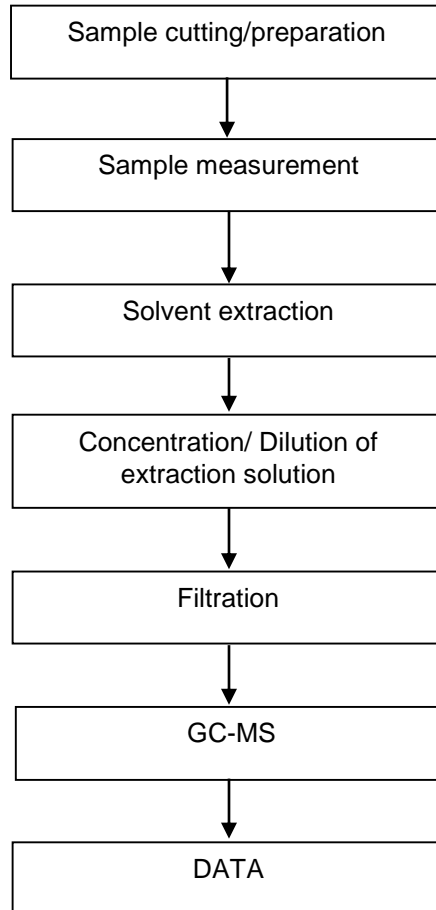 Sample cutting/preparation
Sample measurement
Solvent extraction
Concentration/ Dilution of
extraction solution
Filtration
GC-MS
DATA